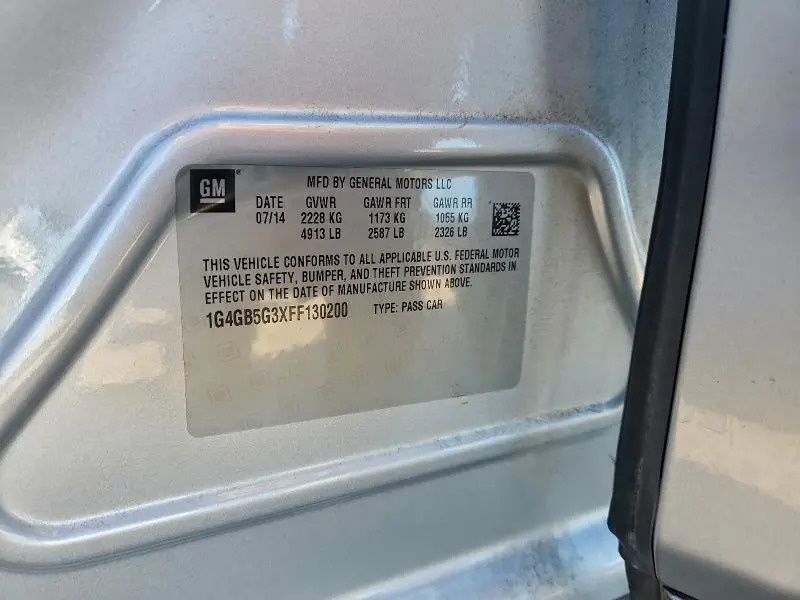 GM®
MFD BY GENERAL MOTORS LLC
DATE GVWR GAWR FRT GAWR RR
07/14 2228 KG 1173 KG 1055 KG
4913 LB 2587 LB 2326 LB
THIS VEHICLE CONFORMS TO ALL APPLICABLE U.S. FEDERAL MOTOR
VEHICLE SAFETY, BUMPER, AND THEFT PREVENTION STANDARDS IN
EFFECT ON THE DATE OF MANUFACTURE SHOWN ABOVE.
1G4GB5G3XFF130200 TYPE: PASS CAR